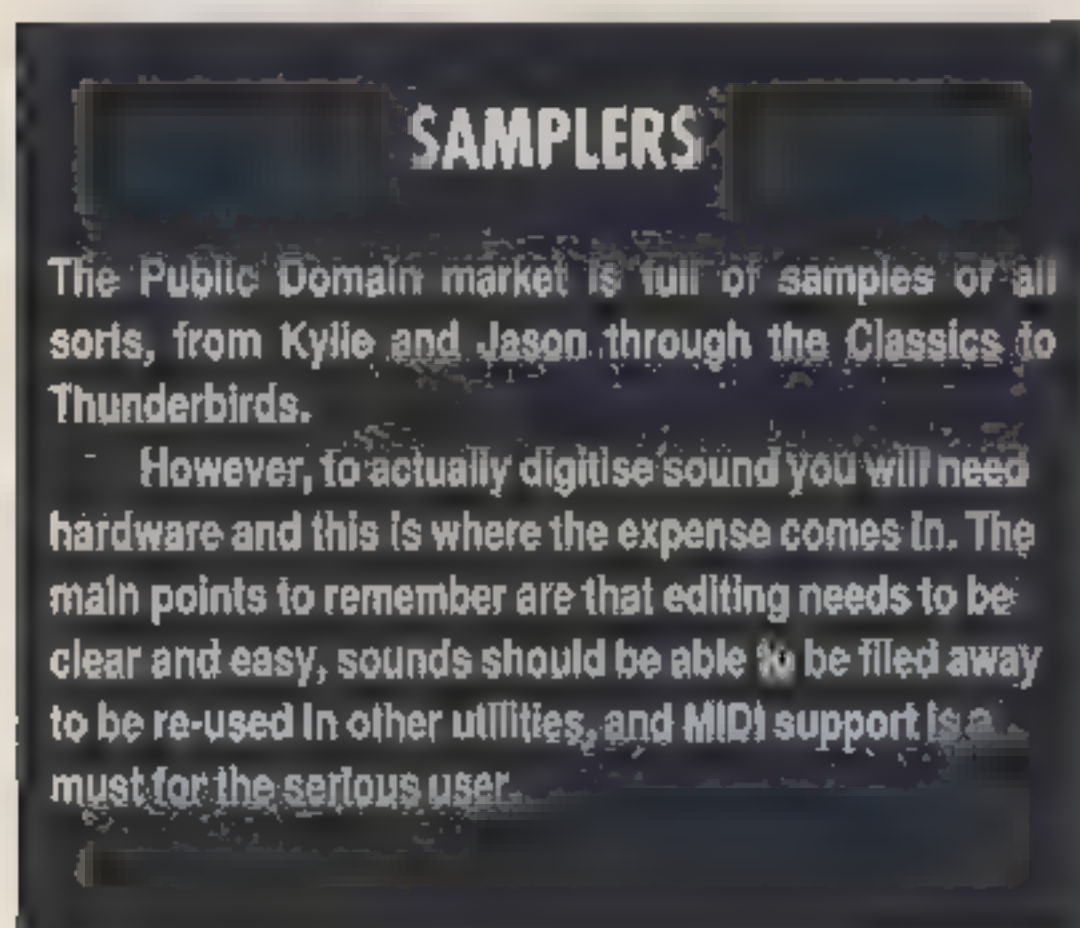 SAMPLERS
The Public Domain market is full of samples of all
sorts, from Kylie and Jason through the Classics to
Thunderbirds.
However, to actually digitise sound you will need
hardware and this is where the expense comes in. The
main points to remember are that editing needs to be
clear and easy, sounds should be able to be filed away
to be re-used in other utilities, and MIDI support is a
must for the serious user.